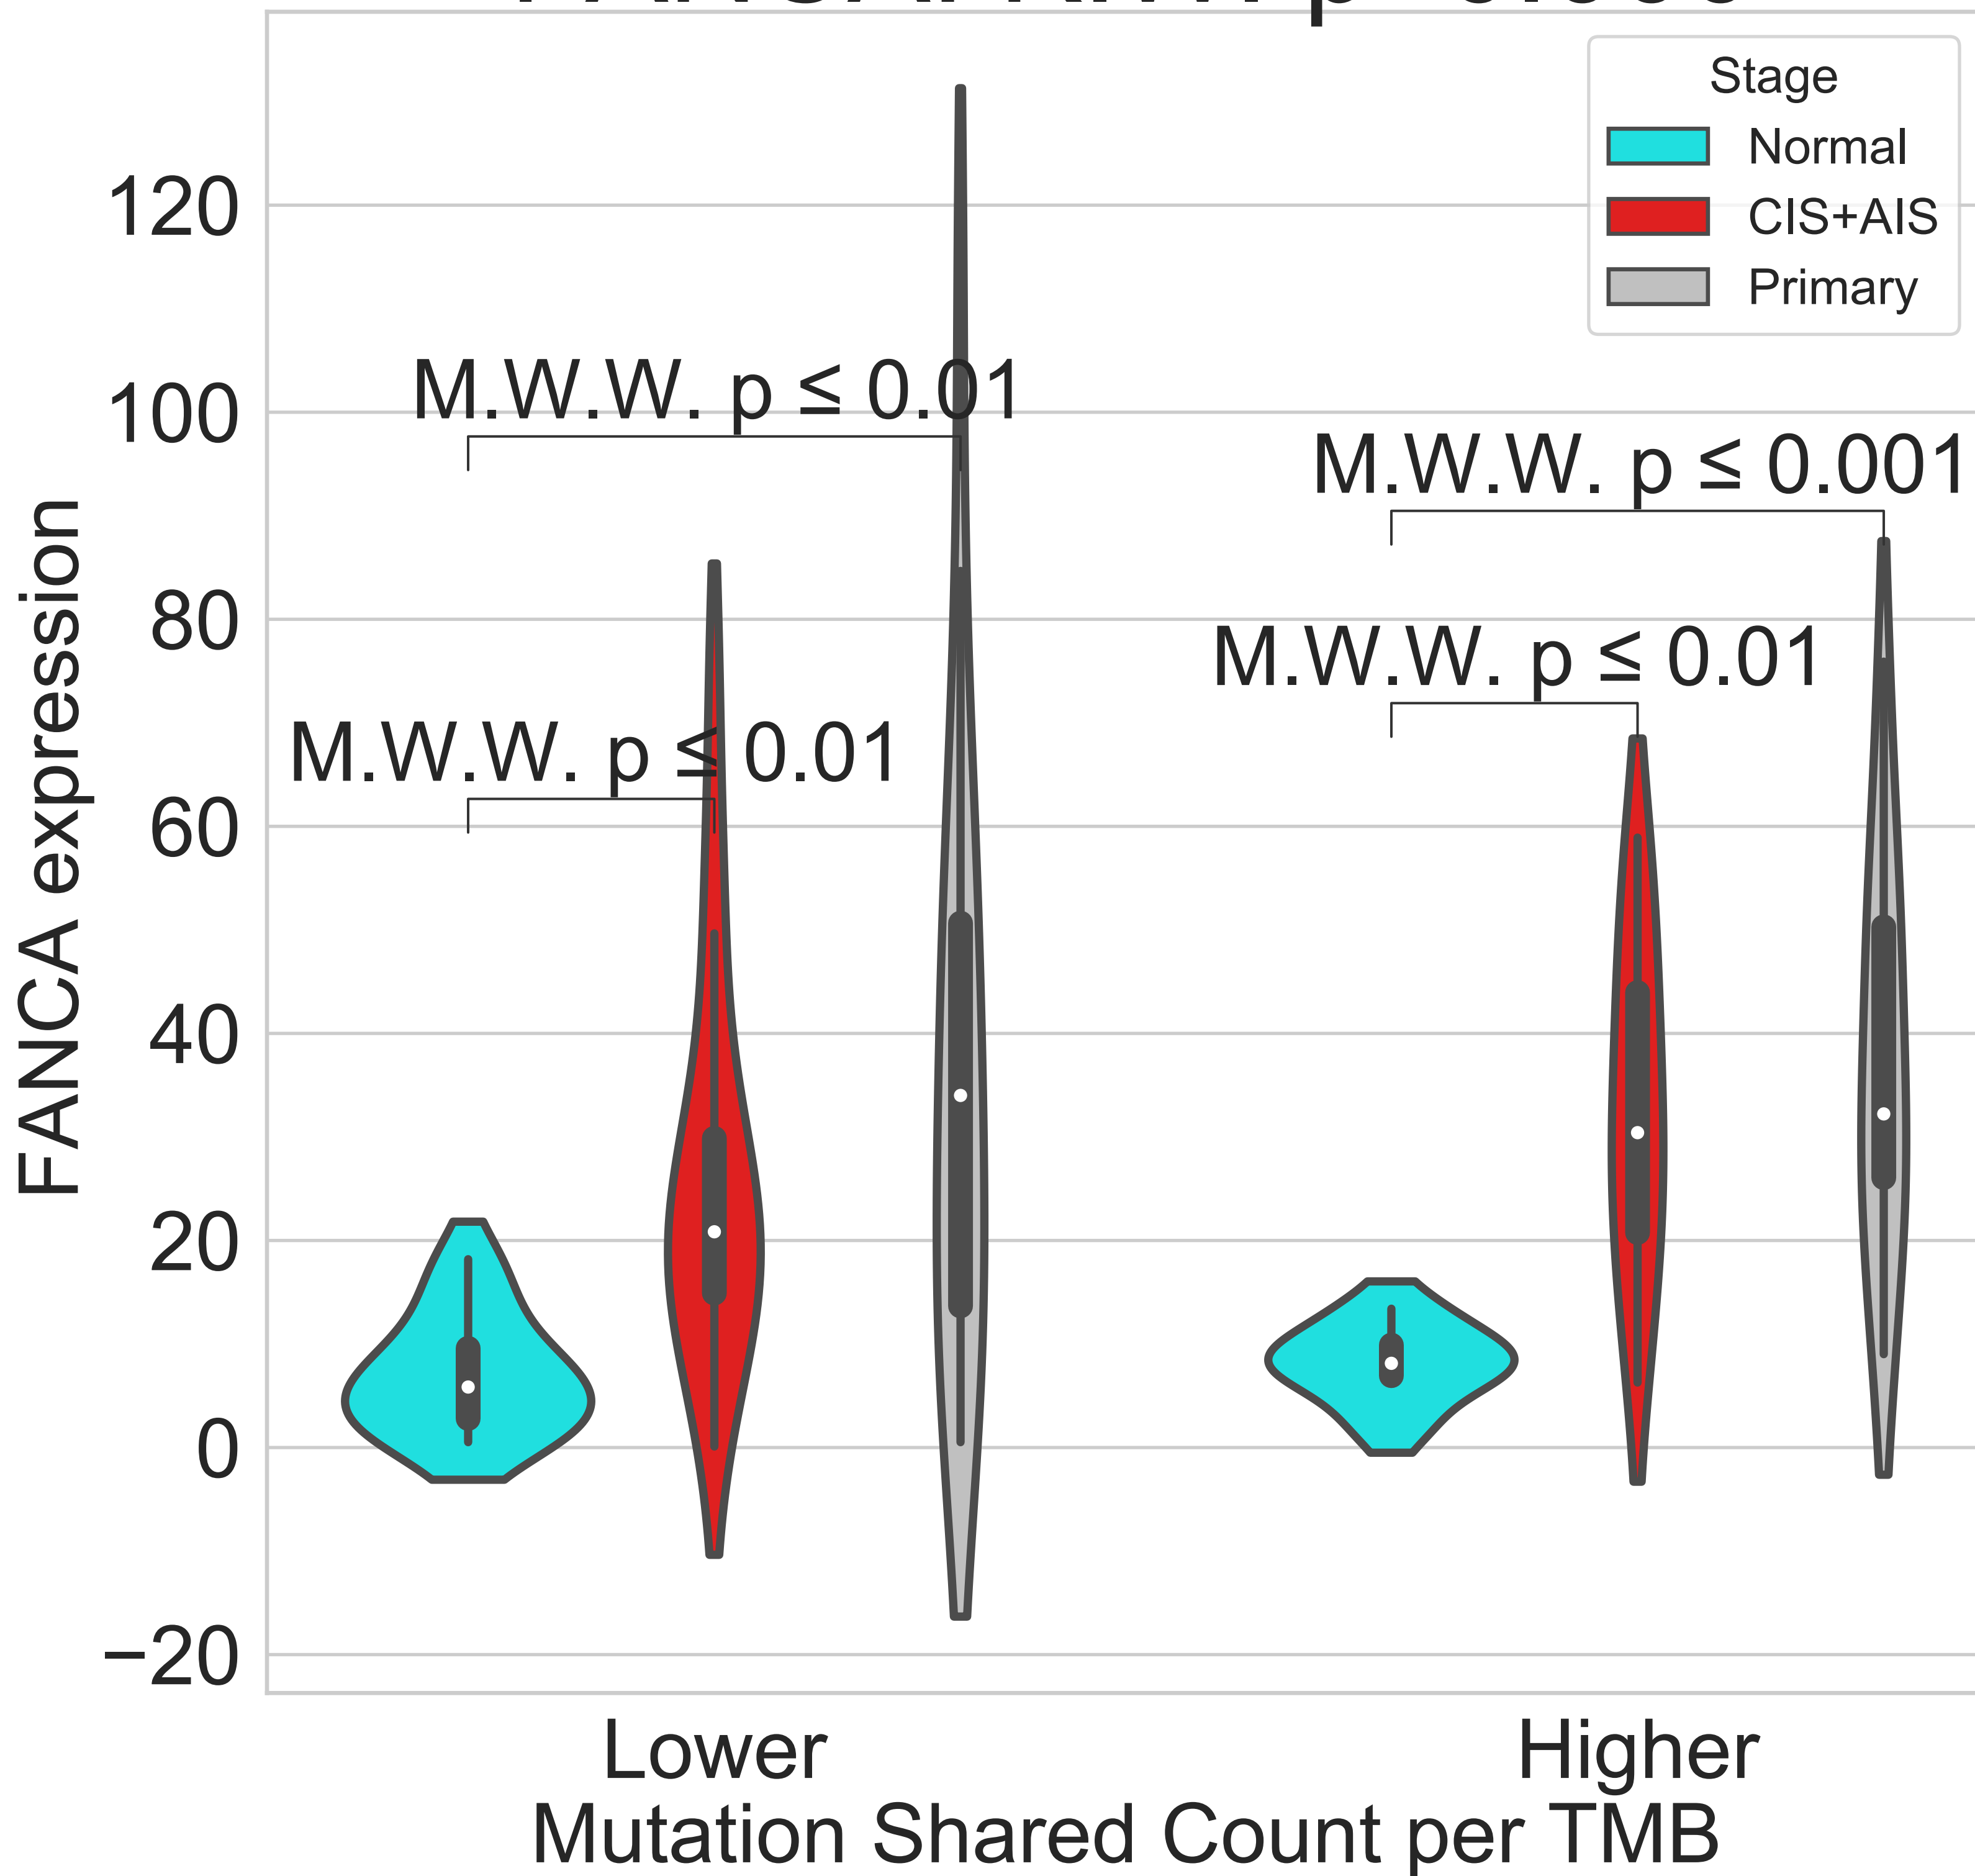 Stage
Normal
CIS+AIS
Primary
120
100
80
60
40
20
0
−20
FANCA expression
M.W.W. p ≤ 0.01
M.W.W. p ≤ 0.001
M.W.W. p ≤ 0.01
M.W.W. p ≤ 0.01
Lower
Higher
Mutation Shared Count per TMB